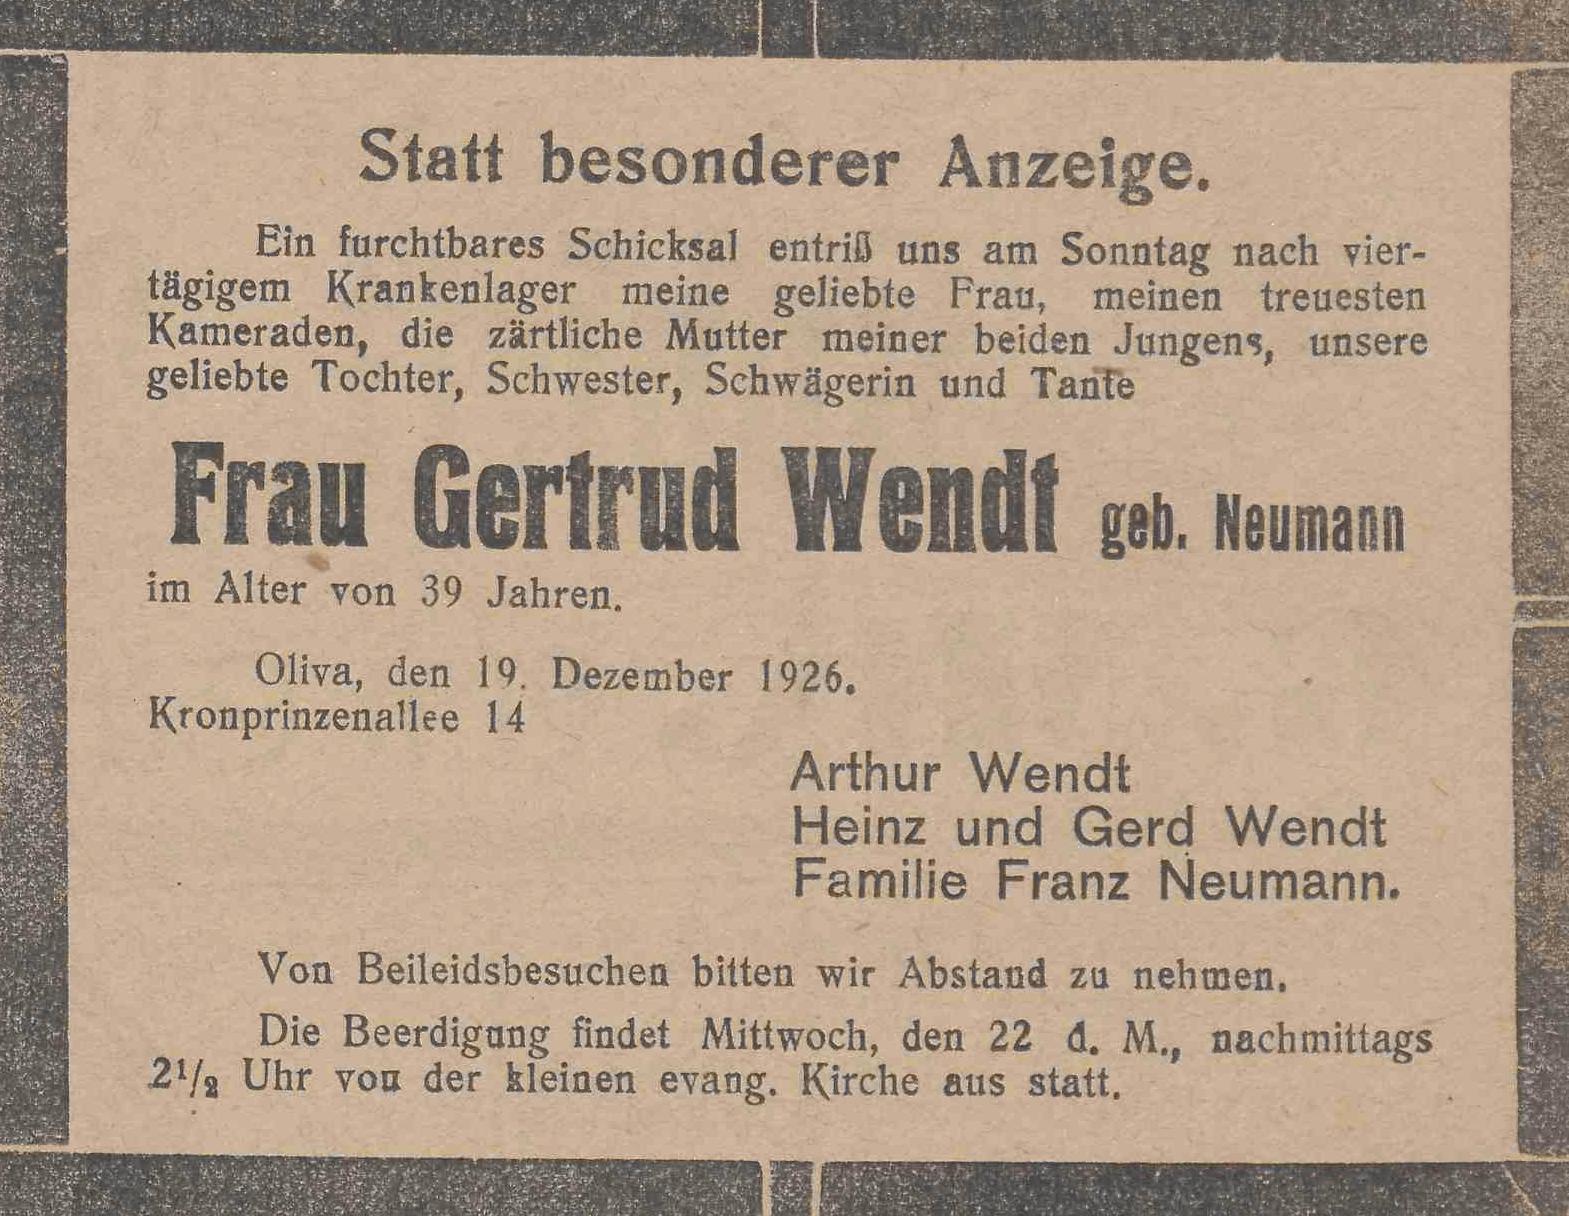 Statt besonderer Anzeige.
Ein furchtbares Schicksal entriß uns am Sonntag nach vier-
tägigem Krankenlager meine geliebte Frau, meinen treuesten
Kameraden, die zärtliche Mutter meiner beiden Jungens, unsere
geliebte Tochter, Schwester, Schwägerin und Tante
Frau Gertrud Wendt geb. Neumann
im Alter von 39 Jahren.
Oliva, den 19. Dezember 1926.
Kronprinzenallee 14
Arthur Wendt
Heinz und Gerd Wendt
Familie Franz Neumann.
Von Beileidsbesuchen bitten wir Abstand zu nehmen.
Die Beerdigung findet Mittwoch, den 22 d. M., nachmittags
2½ Uhr von der kleinen evang. Kirche aus statt.